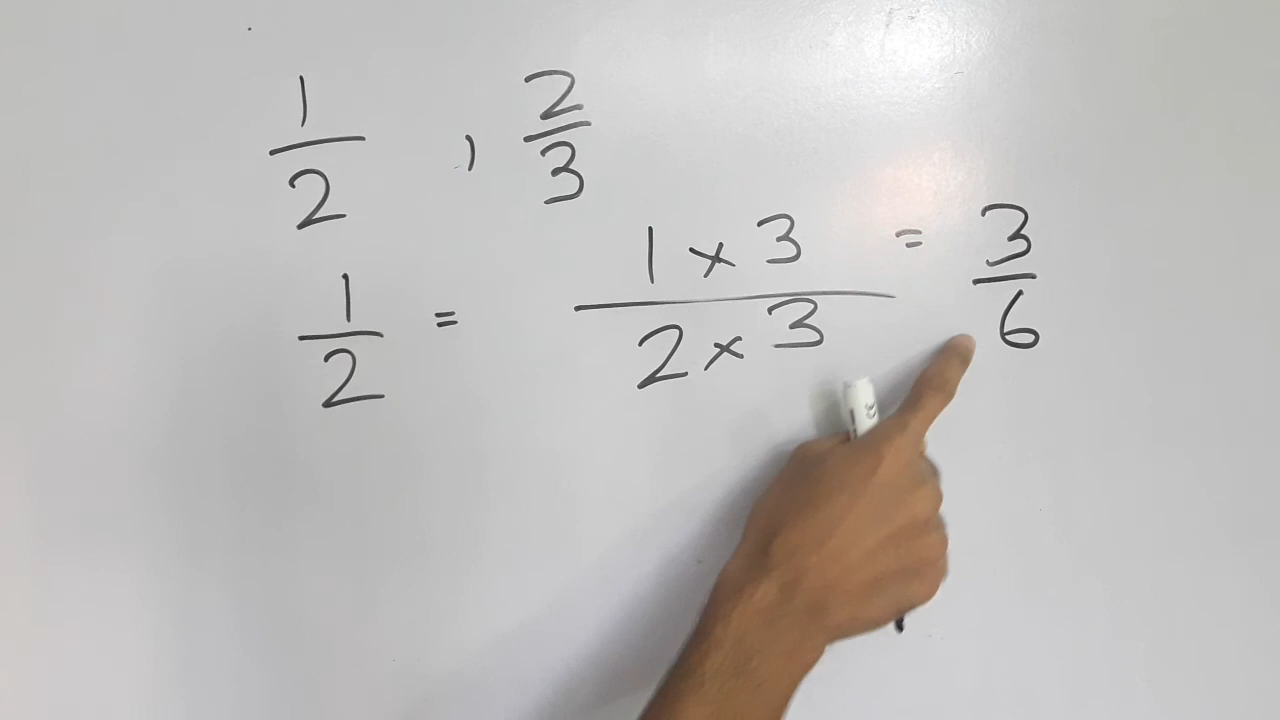 1/2 , 2/3
1/2 = (1 × 3)/(2 × 3) = 3/6